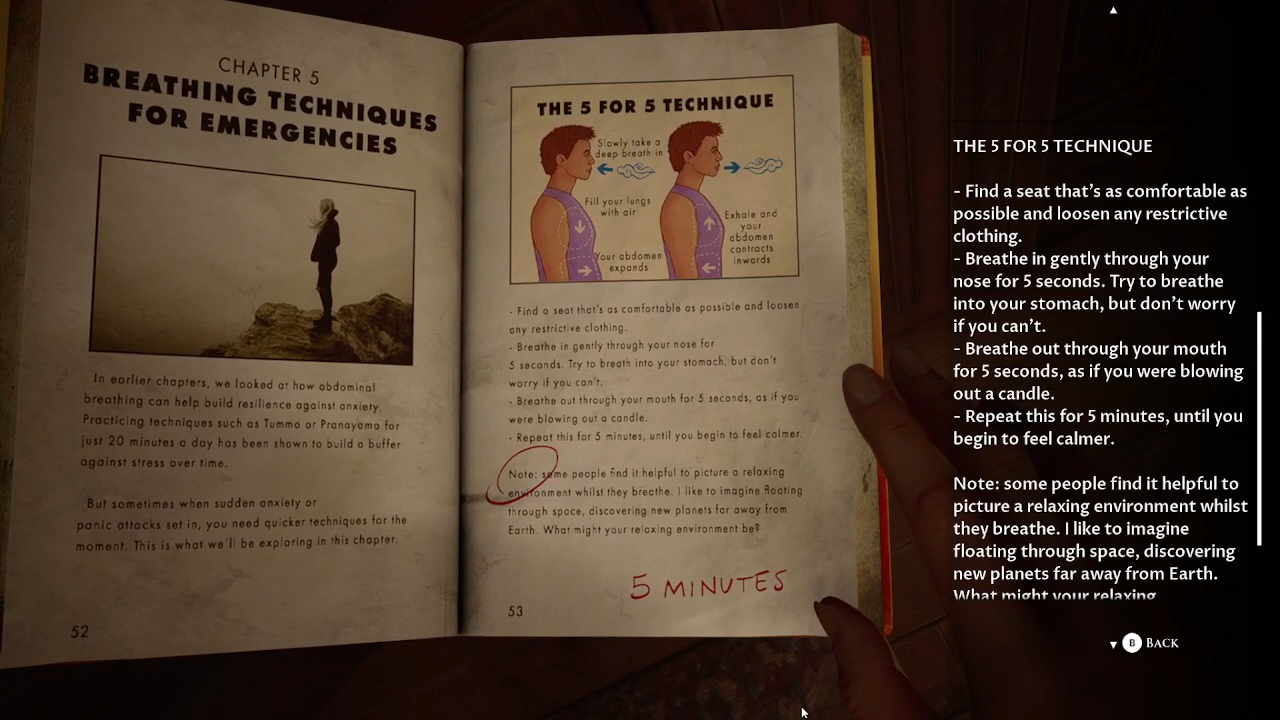 CHAPTER 5
BREATHING TECHNIQUES
FOR EMERGENCIES
In earlier chapters, we looked at how abdominal
breathing can help build resilience against anxiety.
Practicing techniques such as Tummo or Pranayama for
just 20 minutes a day has been shown to build a buffer
against stress over time.
But sometimes when sudden anxiety or
panic attacks set in, you need quicker techniques for the
moment. This is what we'll be exploring in this chapter.
52
THE 5 FOR 5 TECHNIQUE
Slowly take a
deep breath in
Fill your lungs
with air
Your abdomen
expands
Exhale and
your
abdomen
contracts
inwards
- Find a seat that's as comfortable as possible and loosen
any restrictive clothing.
- Breathe in gently through your nose for
5 seconds. Try to breath into your stomach, but don't
worry if you can't.
- Breathe out through your mouth for 5 seconds, as if you
were blowing out a candle.
- Repeat this for 5 minutes, until you begin to feel calmer.
Note: some people find it helpful to picture a relaxing
environment whilst they breathe. I like to imagine floating
through space, discovering new planets far away from
Earth. What might your relaxing environment be?
5 MINUTES
53
THE 5 FOR 5 TECHNIQUE
- Find a seat that's as comfortable as
possible and loosen any restrictive
clothing.
- Breathe in gently through your
nose for 5 seconds. Try to breathe
into your stomach, but don't worry
if you can't.
- Breathe out through your mouth
for 5 seconds, as if you were blowing
out a candle.
- Repeat this for 5 minutes, until you
begin to feel calmer.
Note: some people find it helpful to
picture a relaxing environment whilst
they breathe. I like to imagine
floating through space, discovering
new planets far away from Earth.
What might your relaxing
B BACK